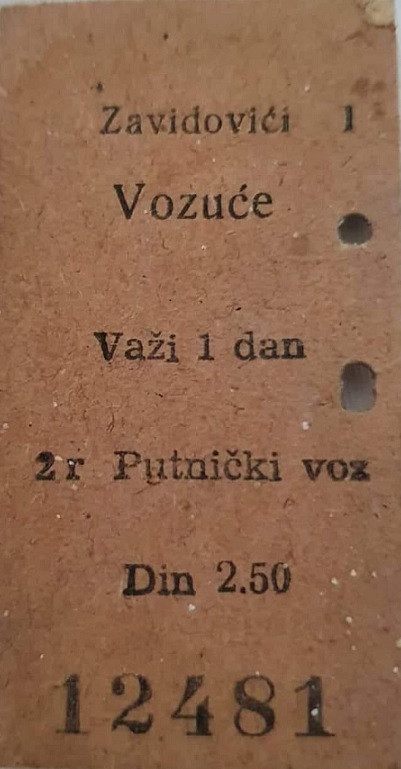 Zavidovići 1
Vozuće
Važi 1 dan
2 r Putnički voz
Din 2.50
12481